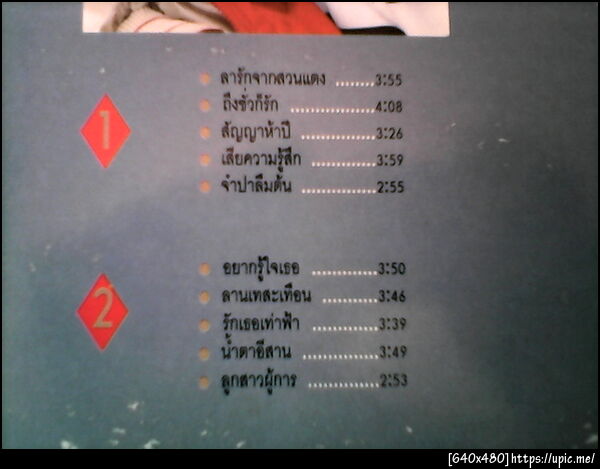 1
ลารักจากสวนแตง ........3:55
ถึงชั่วก็รัก ................4:08
สัญญาห้าปี ..............3:26
เสียความรู้สึก ............3:59
จำปาลืมต้น ..............2:55
2
อยากรู้ใจเธอ ............3:50
ลานเทสะเทือน ..........3:46
รักเธอเท่าฟ้า ............3:39
น้ำตาอีสาน ..............3:49
ลูกสาวผู้การ .............2:53
[640x480]https://upic.me/